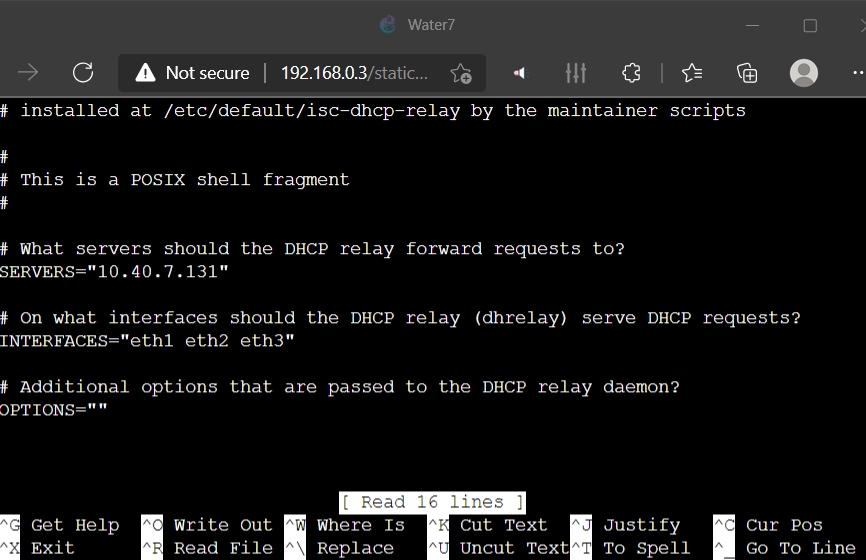 Water7
Not secure | 192.168.0.3/static...
# installed at /etc/default/isc-dhcp-relay by the maintainer scripts
#
# This is a POSIX shell fragment
#
# What servers should the DHCP relay forward requests to?
SERVERS="10.40.7.131"
# On what interfaces should the DHCP relay (dhrelay) serve DHCP requests?
INTERFACES="eth1 eth2 eth3"
# Additional options that are passed to the DHCP relay daemon?
OPTIONS=""
[ Read 16 lines ]
^G Get Help ^O Write Out ^W Where Is ^K Cut Text ^J Justify ^C Cur Pos
^X Exit ^R Read File ^\ Replace ^U Uncut Text ^T To Spell ^_ Go To Line